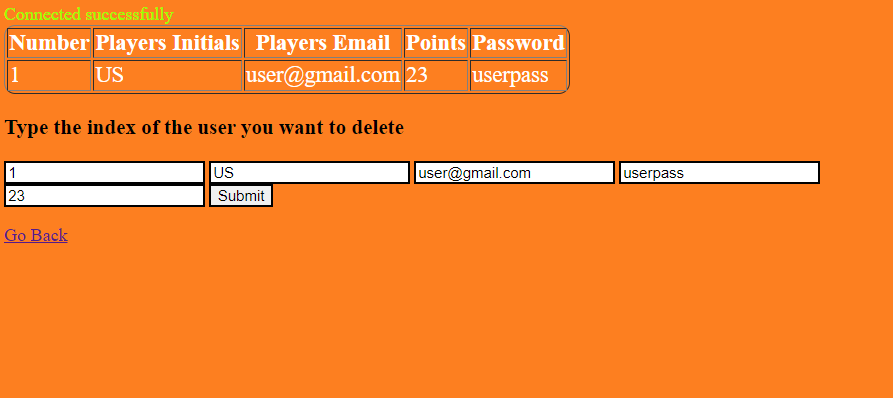 Connected successfully
Number Players Initials Players Email Points Password
1 US user@gmail.com 23 userpass
Type the index of the user you want to delete
1 US user@gmail.com userpass
23 Submit
Go Back